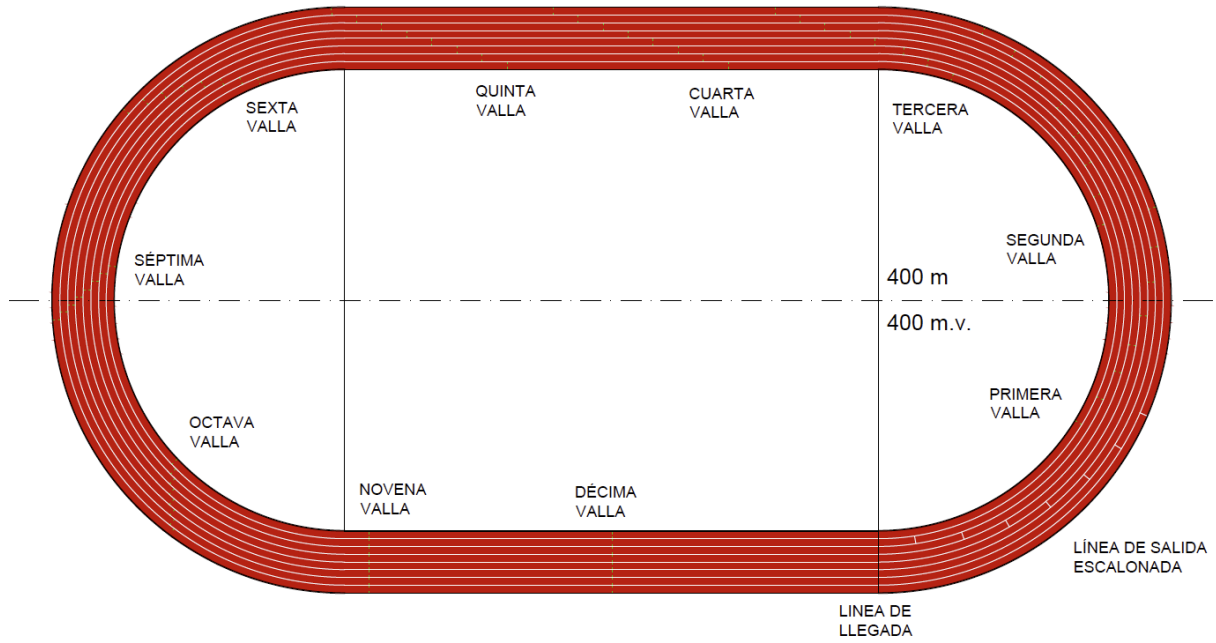 QUINTA
VALLA
CUARTA
VALLA
SEXTA
VALLA
TERCERA
VALLA
SEGUNDA
VALLA
SÉPTIMA
VALLA
400 m
400 m.v.
PRIMERA
VALLA
OCTAVA
VALLA
NOVENA
VALLA
DÉCIMA
VALLA
LÍNEA DE SALIDA
ESCALONADA
LINEA DE
LLEGADA